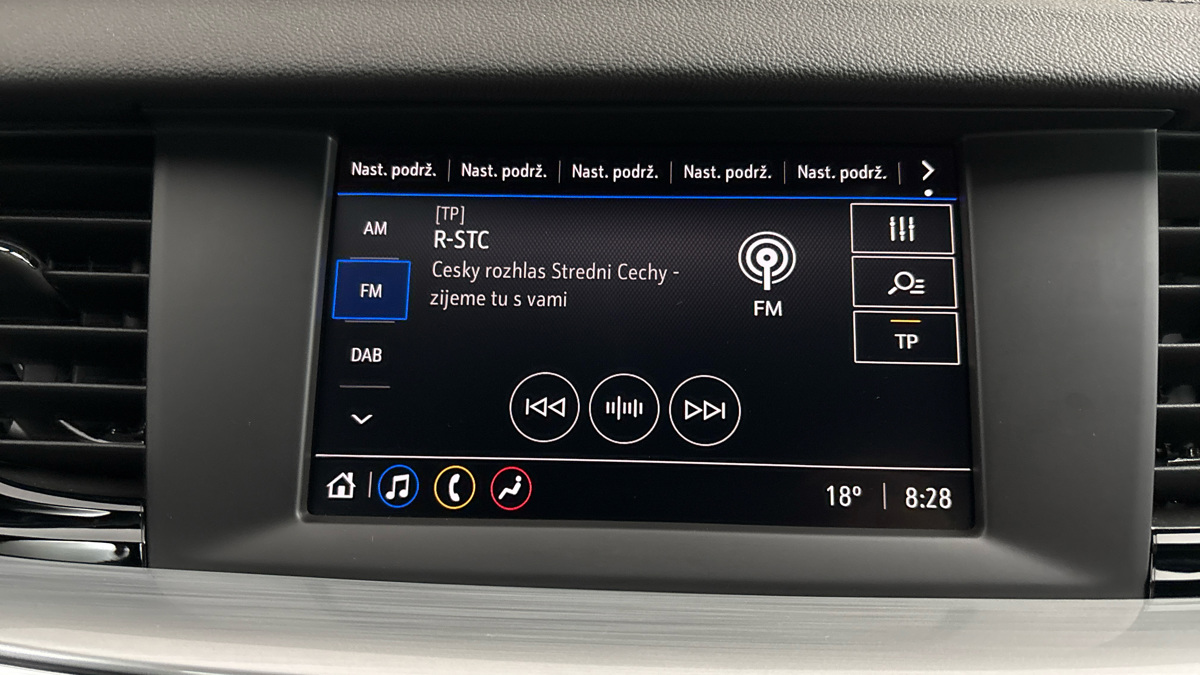 Nast. podrž. Nast. podrž. Nast. podrž. Nast. podrž. Nast. podrž.
AM
FM
DAB
[TP]
R-STC
Cesky rozhlas Stredni Cechy -
zijeme tu s vami
FM
TP
18° 8:28